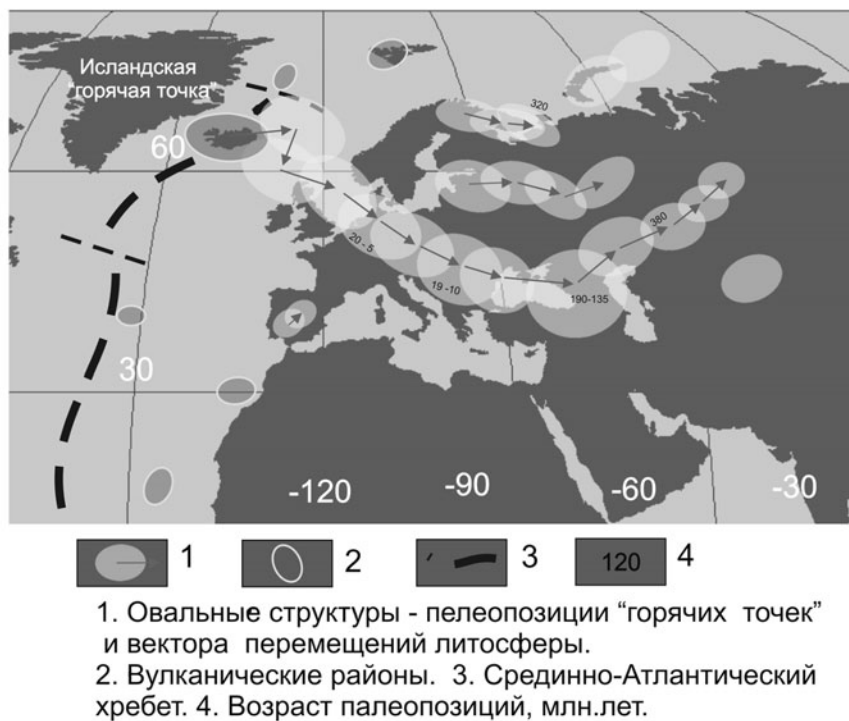 Исландская
“горячая точка”
60
320
380
20 - 5
19 -10
190-135
30
-120
-90
-60
-30
1
2
3
120
4
1. Овальные структуры - пелеопозиции “горячих точек”
и вектора перемещений литосферы.
2. Вулканические районы. 3. Срединно-Атлантический
хребет. 4. Возраст палеопозиций, млн.лет.